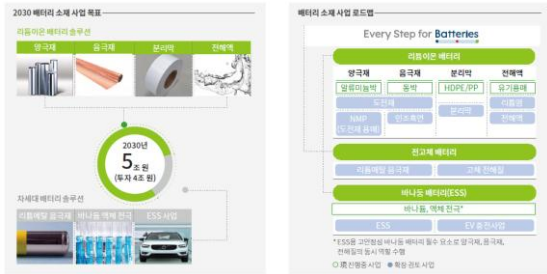 2030 배터리 소재 사업 목표
리튬이온 배터리 솔루션
양극재 음극재 분리막 전해액
2030년
5조 원
(투자 4조 원)
차세대 배터리 솔루션
리튬메탈 음극재 바나듐 액체 전극 ESS 사업
배터리 소재 사업 로드맵
Every Step for Batteries
리튬이온 배터리
양극재 음극재 분리막 전해액
알류미늄박 동박 HDPE/PP 유기용매
도전재 리튬염
분리막
NMP 인조흑연 전해액
(도전재 용매)
전고체 배터리
리튬메탈 음극재 고체 전해질
바나듐 배터리(ESS)
바나듐, 액체 전극*
ESS EV 충전사업
*ESS용 고안정성 바나듐 배터리 필수 요소로 양극재, 음극재,
전해질의 동시 역할 수행
現 진행중 사업 확장 검토 사업